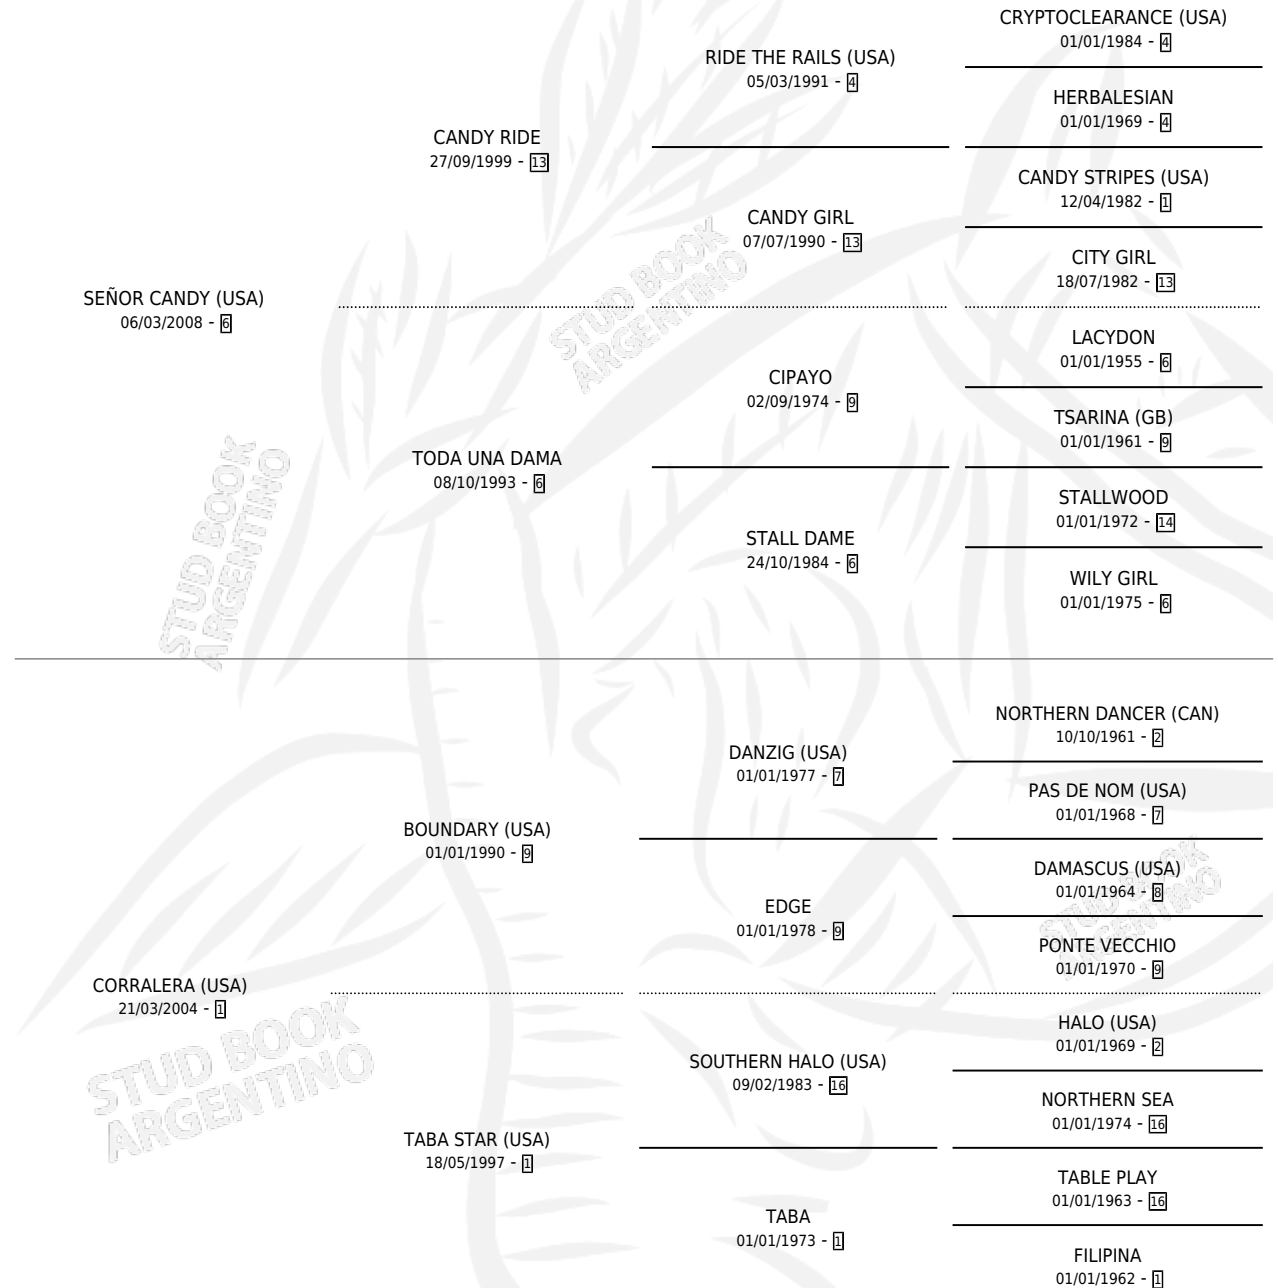 CRYPTOCLEARANCE (USA)
01/01/1984 - 4
RIDE THE RAILS (USA)
05/03/1991 - 4
HERBALESIAN
01/01/1969 - 4
CANDY RIDE
27/09/1999 - 13
CANDY STRIPES (USA)
12/04/1982 - 1
CANDY GIRL
07/07/1990 - 13
CITY GIRL
18/07/1982 - 13
SEÑOR CANDY (USA)
06/03/2008 - 6
LACYDON
01/01/1955 - 6
CIPAYO
02/09/1974 - 9
TSARINA (GB)
01/01/1961 - 9
TODA UNA DAMA
08/10/1993 - 6
STALLWOOD
01/01/1972 - 14
STALL DAME
24/10/1984 - 6
WILY GIRL
01/01/1975 - 6
NORTHERN DANCER (CAN)
10/10/1961 - 2
DANZIG (USA)
01/01/1977 - 7
PAS DE NOM (USA)
01/01/1968 - 7
BOUNDARY (USA)
01/01/1990 - 9
DAMASCUS (USA)
01/01/1964 - 8
EDGE
01/01/1978 - 9
PONTE VECCHIO
01/01/1970 - 9
CORRALERA (USA)
21/03/2004 - 1
HALO (USA)
01/01/1969 - 2
SOUTHERN HALO (USA)
09/02/1983 - 16
NORTHERN SEA
01/01/1974 - 16
TABA STAR (USA)
18/05/1997 - 1
TABLE PLAY
01/01/1963 - 16
TABA
01/01/1973 - 1
FILIPINA
01/01/1962 - 1
STUD BOOK
ARGENTINO
STUD BOOK
ARGENTINO
STUD BOOK
ARGENTINO
STUD BOOK
ARGENTINO